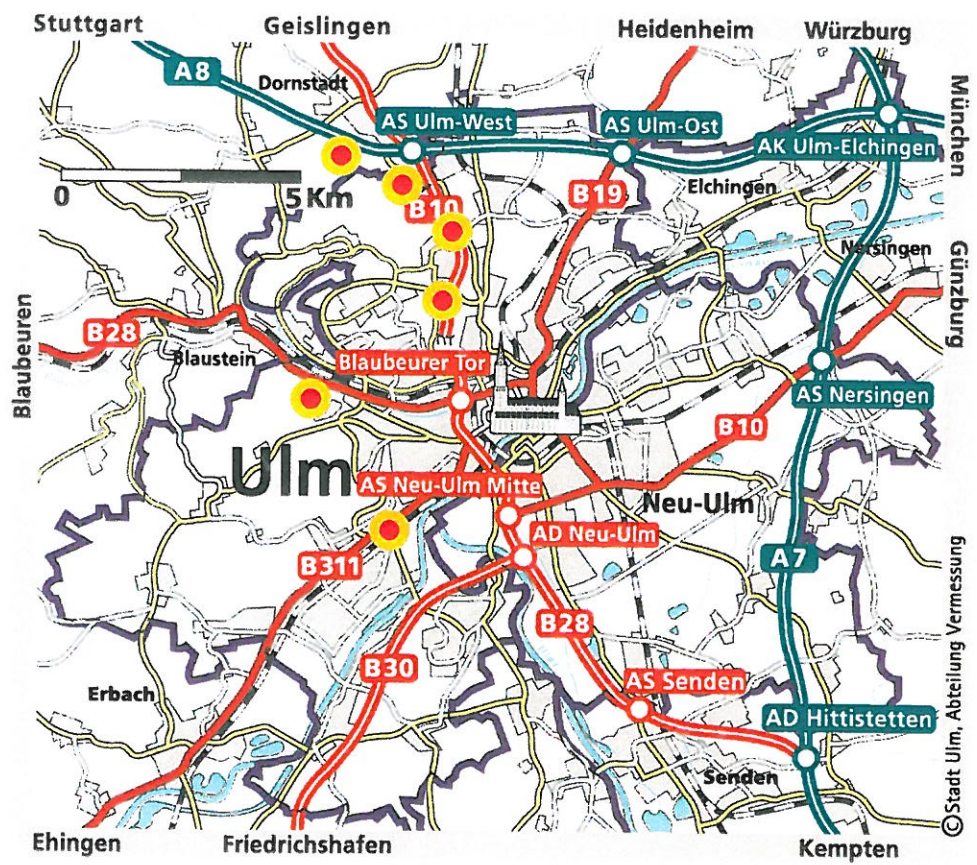 Stuttgart
Geislingen
Heidenheim
Würzburg
A8
Dornstadt
AS Ulm-West
AS Ulm-Ost
AK Ulm-Elchingen
München
0
5 Km
B10
B19
Elchingen
Nersingen
Günzburg
B28
Blaustein
Blaubeurer Tor
Blaubeuren
AS Nersingen
B10
Ulm
AS Neu-Ulm Mitte
Neu-Ulm
AD Neu-Ulm
B311
A7
B28
B30
Erbach
AS Senden
AD Hittistetten
Senden
©Stadt Ulm, Abteilung Vermessung
Ehingen
Friedrichshafen
Kempten